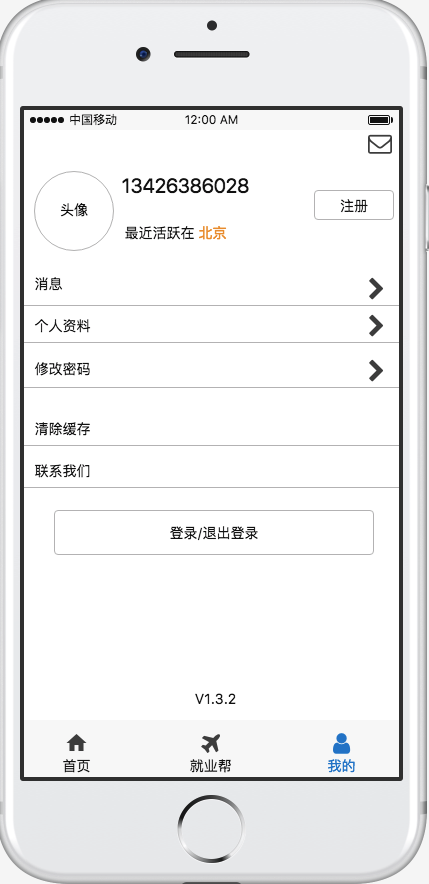 中国移动 12:00 AM
13426386028
头像
注册
最近活跃在 北京
消息
个人资料
修改密码
清除缓存
联系我们
登录/退出登录
V1.3.2
首页 就业帮 我的